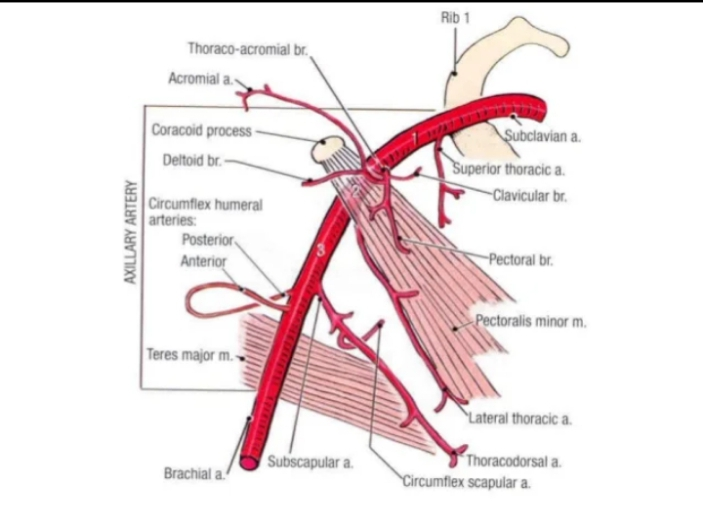 Rib 1
Thoraco-acromial br.
Acromial a.
Coracoid process
Subclavian a.
Deltoid br.
Superior thoracic a.
Clavicular br.
Circumflex humeral
arteries:
Posterior
Anterior
AXILLARY ARTERY
1
2
3
Pectoral br.
Pectoralis minor m.
Teres major m.
Lateral thoracic a.
Subscapular a.
Thoracodorsal a.
Brachial a.
Circumflex scapular a.